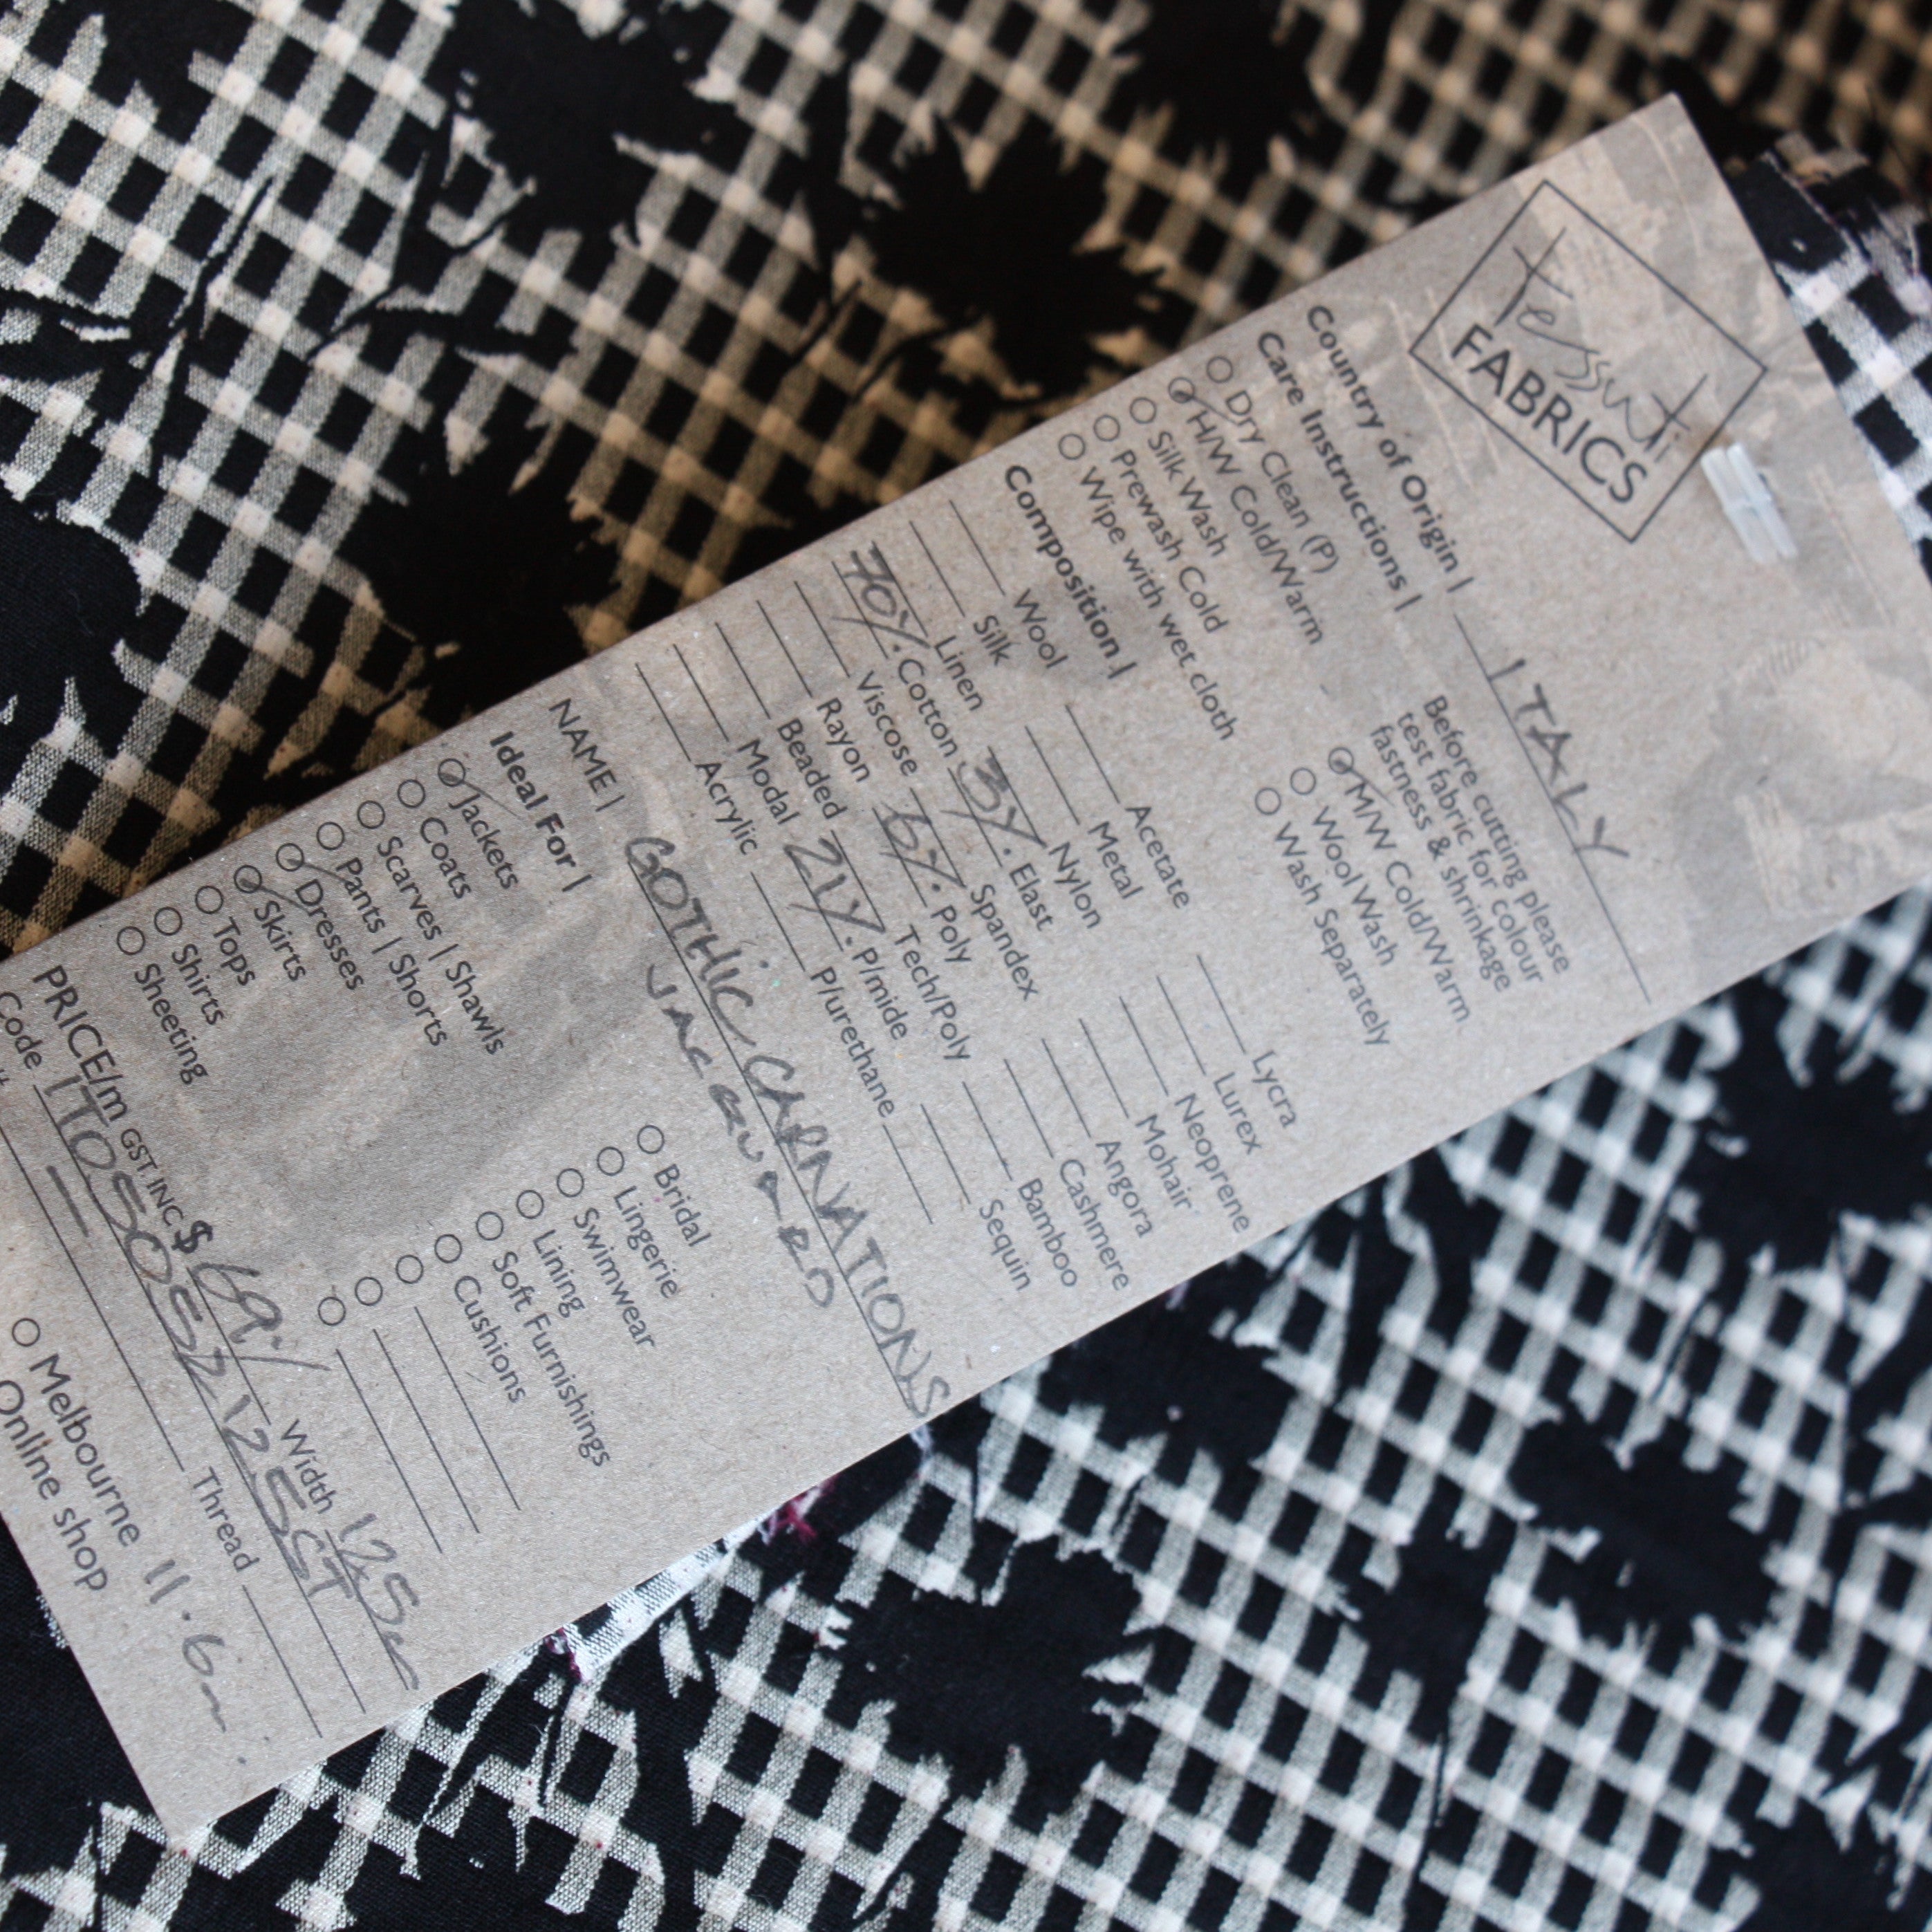 tessuti
FABRICS
Country of Origin | ITALY
Care Instructions |
Before cutting please
test fabric for colour
fastness & shrinkage
Dry Clean (P)
H/W Cold/Warm
Silk Wash
Prewash Cold
Wipe with wet cloth
M/W Cold/Warm
Wool Wash
Wash Separately
Composition |
Wool Acetate Lycra
Silk Metal Lurex
Linen Nylon Neoprene
70% Cotton 3% Elast Mohair
Viscose Spandex Angora
Rayon 6% Poly Cashmere
Beaded Tech/Poly Bamboo
Modal 21% P/mide Sequin
Acrylic P/urethane
NAME | GOTHIC CARNATIONS
JACQUARD
Ideal For |
Jackets Bridal
Coats Lingerie
Scarves | Shawls Swimwear
Pants | Shorts Lining
Dresses Soft Furnishings
Skirts Cushions
Tops
Shirts
Sheeting
PRICE/m GST INC $ 69./ Width 125cm
Code
Thread
Melbourne 11.6m
Online shop